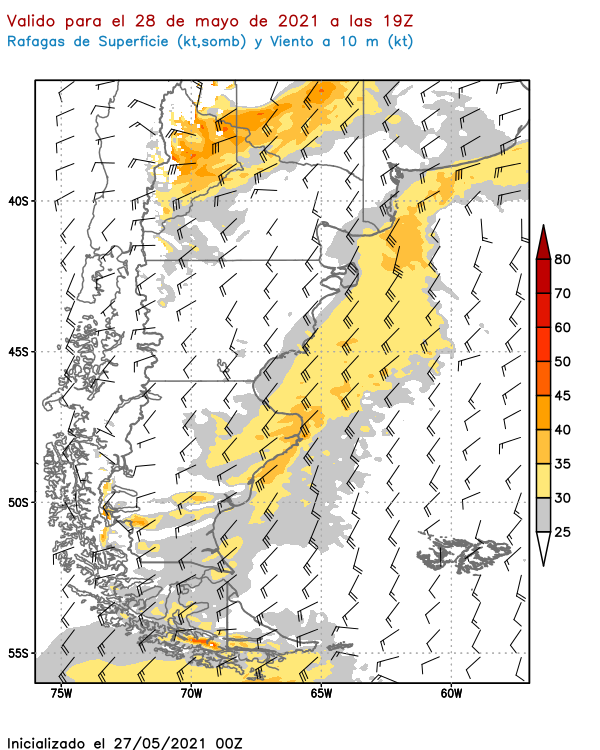 Valido para el 28 de mayo de 2021 a las 19Z
Rafagas de Superficie (kt,somb) y Viento a 10 m (kt)
40S
45S
50S
55S
75W 70W 65W 60W
80
70
60
50
45
40
35
30
25
Inicializado el 27/05/2021 00Z